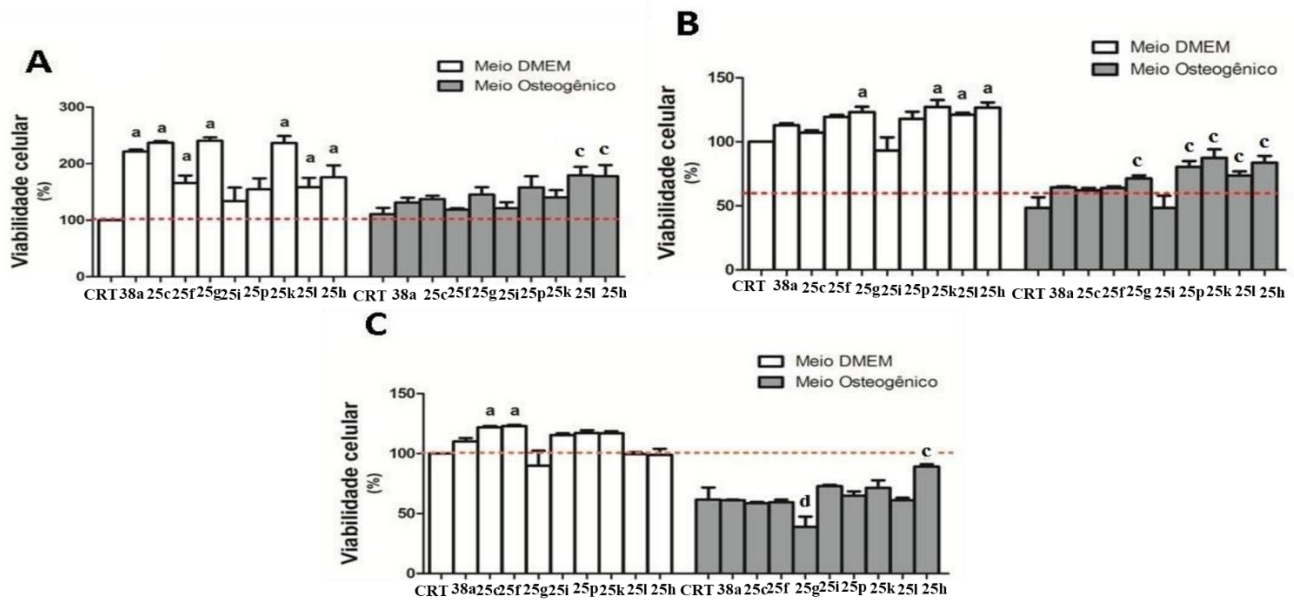 A
Meio DMEM
Meio Osteogênico
Viabilidade celular
(%)
300
200
100
0
a a a a a a a c c
CRT 38a 25c 25f 25g 25i 25p 25k 25l 25h CRT 38a 25c 25f 25g 25i 25p 25k 25l 25h
B
Meio DMEM
Meio Osteogênico
Viabilidade celular
(%)
150
100
50
0
a a a a c c c c c
CRT 38a 25c 25f 25g 25i 25p 25k 25l 25h CRT 38a 25c 25f 25g 25i 25p 25k 25l 25h
C
Meio DMEM
Meio Osteogênico
Viabilidade celular
(%)
150
100
50
0
a a d c
CRT 38a 25c 25f 25g 25i 25p 25k 25l 25h CRT 38a 25c 25f 25g 25i 25p 25k 25l 25h